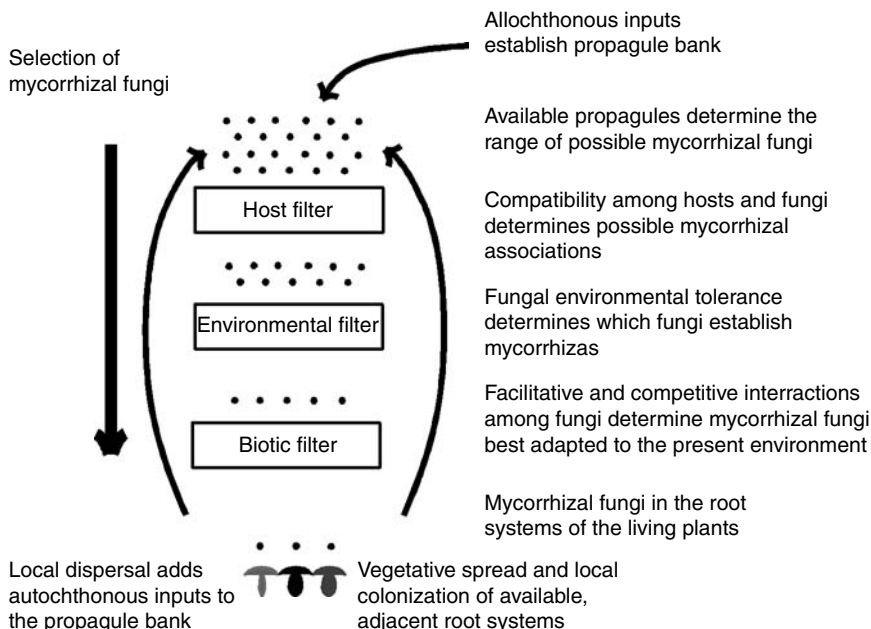 Allochthonous inputs
establish propagule bank
Selection of
mycorrhizal fungi
Available propagules determine the
range of possible mycorrhizal fungi
Host filter
Compatibility among hosts and fungi
determines possible mycorrhizal
associations
Environmental filter
Fungal environmental tolerance
determines which fungi establish
mycorrhizas
Biotic filter
Facilitative and competitive interractions
among fungi determine mycorrhizal fungi
best adapted to the present environment
Mycorrhizal fungi in the root
systems of the living plants
Local dispersal adds
autochthonous inputs to
the propagule bank
Vegetative spread and local
colonization of available,
adjacent root systems